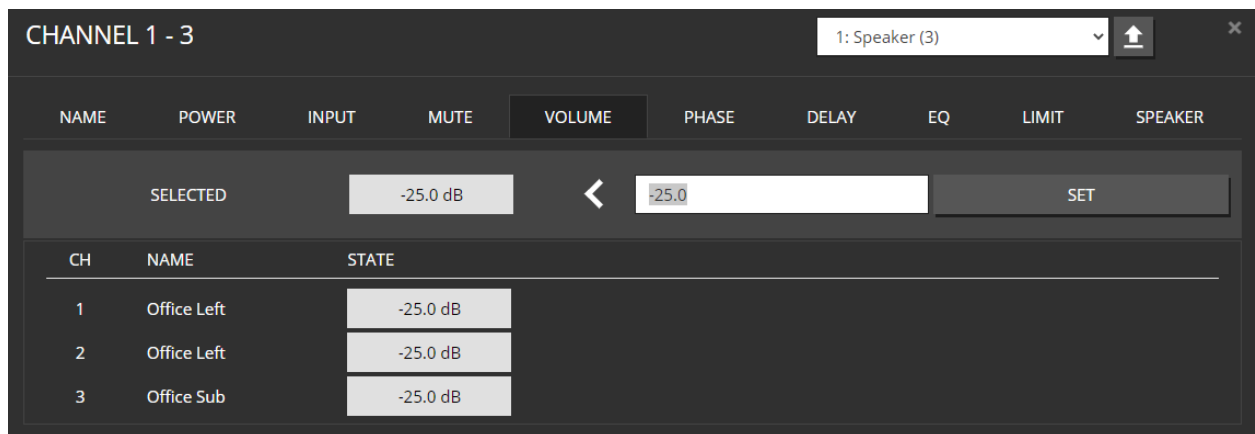 CHANNEL 1 - 3 1: Speaker (3)
NAME POWER INPUT MUTE VOLUME PHASE DELAY EQ LIMIT SPEAKER
SELECTED -25.0 dB -25.0 SET
CH NAME STATE
1 Office Left -25.0 dB
2 Office Left -25.0 dB
3 Office Sub -25.0 dB